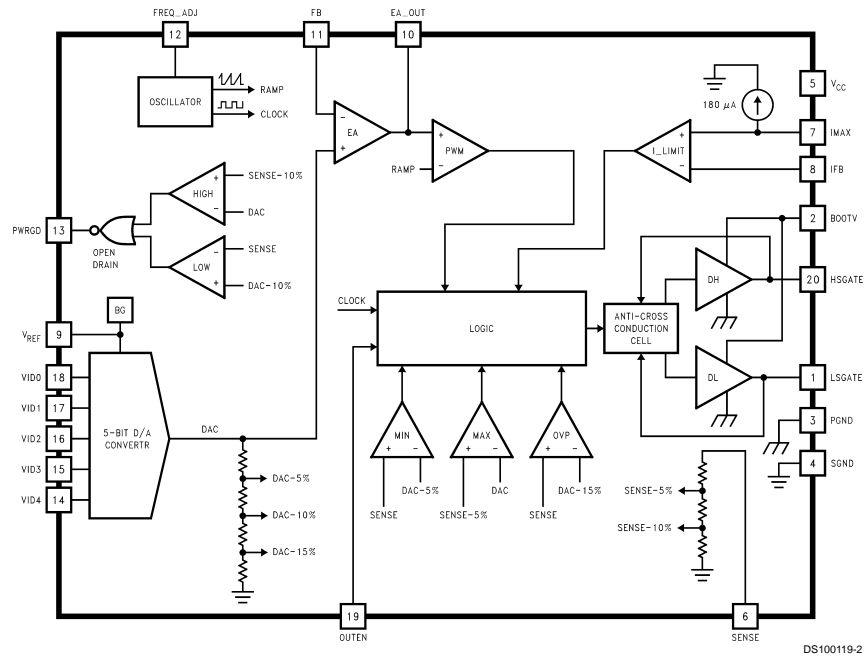 FREQ_ADJ
FB
EA_OUT
12
11
10
OSCILLATOR
RAMP
CLOCK
-
EA
+
+
PWM
RAMP
-
180 µA
5
VCC
+
I_LIMIT
-
7
IMAX
8
IFB
2
BOOTV
+
HIGH
-
SENSE-10%
DAC
PWRGD
13
OPEN
DRAIN
-
LOW
+
SENSE
DAC-10%
DH
20
HSGATE
BG
VREF
9
CLOCK
LOGIC
ANTI-CROSS
CONDUCTION
CELL
DL
1
LSGATE
VID0
18
VID1
17
VID2
16
VID3
15
VID4
14
5-BIT D/A
CONVERTR
DAC
DAC-5%
DAC-10%
DAC-15%
MIN
+ -
MAX
+ -
OVP
+ -
DAC-5%
DAC
DAC-15%
SENSE
SENSE-5%
SENSE
3
PGND
4
SGND
SENSE-5%
SENSE-10%
19
OUTEN
6
SENSE
DS100119-2